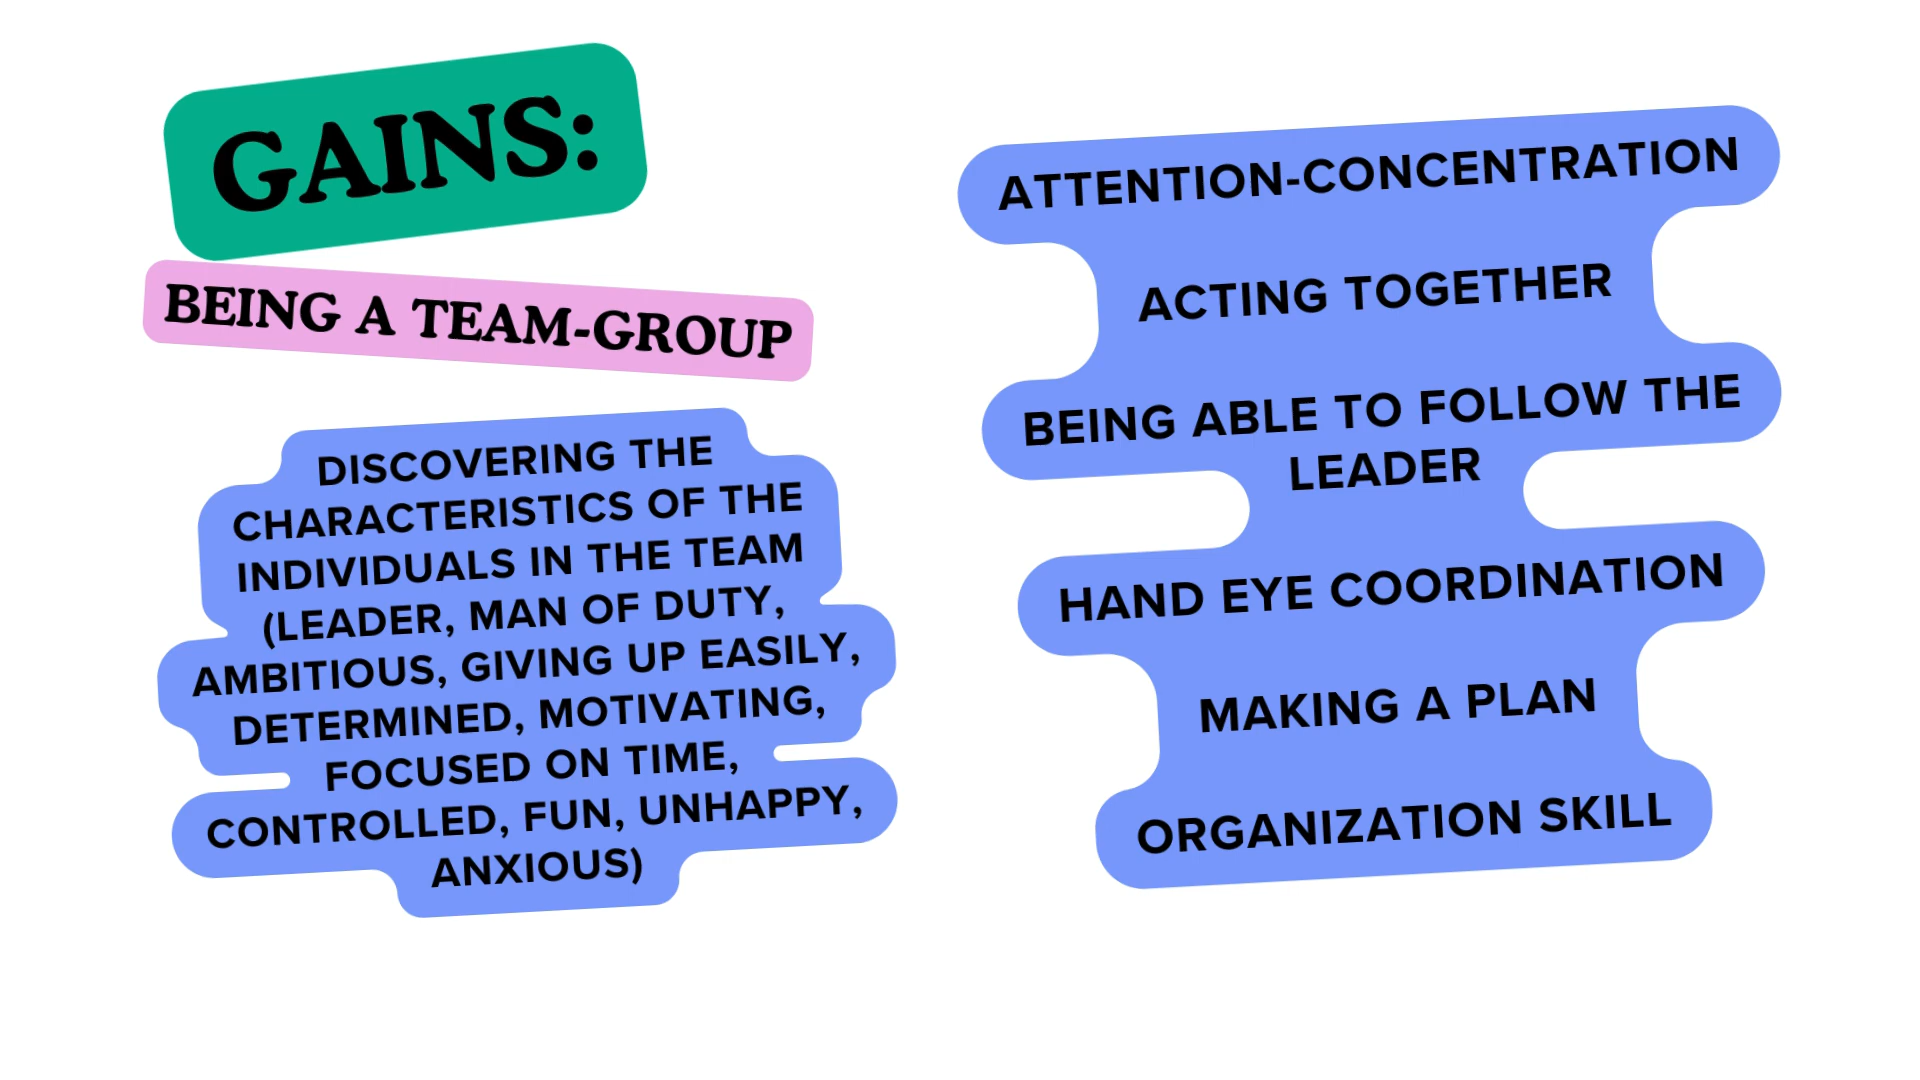 GAINS:
BEING A TEAM-GROUP
DISCOVERING THE
CHARACTERISTICS OF THE
INDIVIDUALS IN THE TEAM
(LEADER, MAN OF DUTY,
AMBITIOUS, GIVING UP EASILY,
DETERMINED, MOTIVATING,
FOCUSED ON TIME,
CONTROLLED, FUN, UNHAPPY,
ANXIOUS)
ATTENTION-CONCENTRATION
ACTING TOGETHER
BEING ABLE TO FOLLOW THE
LEADER
HAND EYE COORDINATION
MAKING A PLAN
ORGANIZATION SKILL